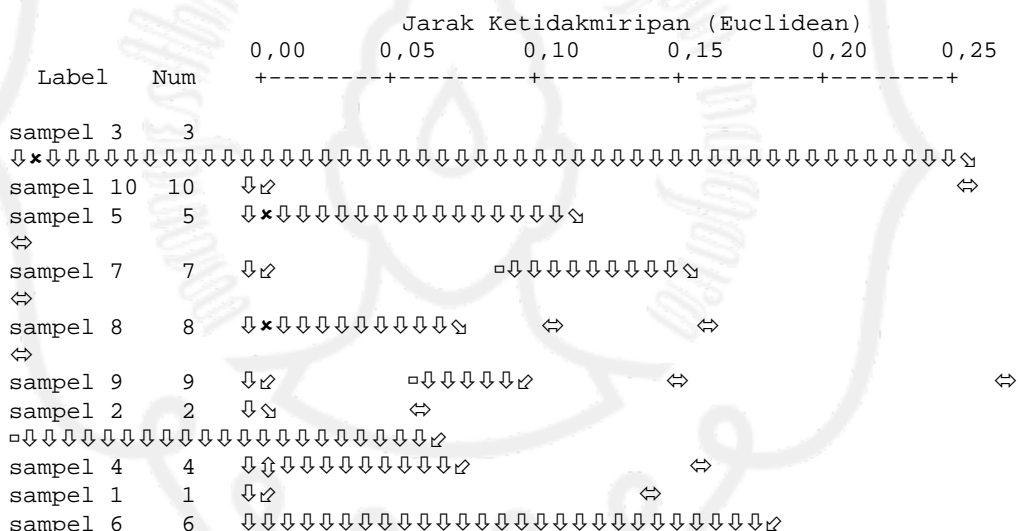 Jarak Ketidakmiripan (Euclidean)
0,00 0,05 0,10 0,15 0,20 0,25
Label Num +--------+---------+---------+---------+--------+
sampel 3 3
⇩×⇩⇩⇩⇩⇩⇩⇩⇩⇩⇩⇩⇩⇩⇩⇩⇩⇩⇩⇩⇩⇩⇩⇩⇩⇩⇩⇩⇩⇩⇩⇩⇩⇩⇩⇩⇩⇩⇩⇩⇩⇩⇩⇩⇩⇩⇩⇩⬂
sampel 10 10 ⇩⬃ ⇔
sampel 5 5 ⇩×⇩⇩⇩⇩⇩⇩⇩⇩⇩⇩⇩⇩⇩⇩⇩⬂
⇔
sampel 7 7 ⇩⬃ ▫⇩⇩⇩⇩⇩⇩⇩⇩⇩⬂
⇔
sampel 8 8 ⇩×⇩⇩⇩⇩⇩⇩⇩⇩⇩⬂ ⇔ ⇔
⇔
sampel 9 9 ⇩⬃ ▫⇩⇩⇩⇩⇩⬃ ⇔ ⇔
sampel 2 2 ⇩⬂ ⇔
▫⇩⇩⇩⇩⇩⇩⇩⇩⇩⇩⇩⇩⇩⇩⇩⇩⇩⇩⇩⇩⇩⬃
sampel 4 4 ⇩⇳⇩⇩⇩⇩⇩⇩⇩⇩⇩⬃ ⇔
sampel 1 1 ⇩⬃ ⇔
sampel 6 6 ⇩⇩⇩⇩⇩⇩⇩⇩⇩⇩⇩⇩⇩⇩⇩⇩⇩⇩⇩⇩⇩⇩⇩⇩⇩⇩⇩⬃